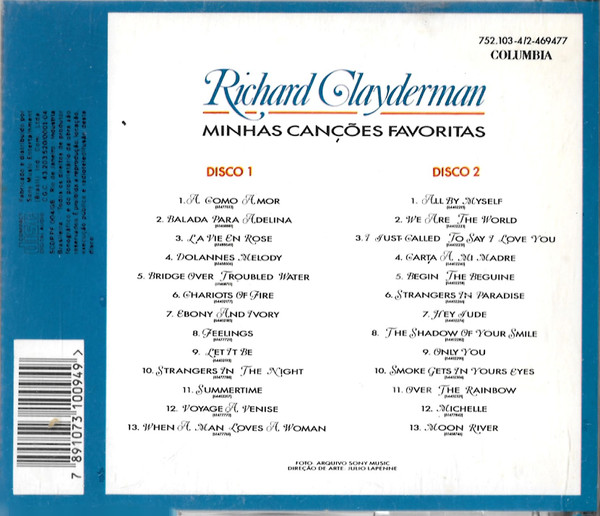 752.103-4/2-469477
COLUMBIA
Richard Clayderman
MINHAS CANÇÕES FAVORITAS
DISCO 1
1. A COMO AMOR
2. BALADA PARA ADELINA
3. LA VIE EN ROSE
4. DOLANNES MELODY
5. BRIDGE OVER TROUBLED WATER
6. CHARIOTS OF FIRE
7. EBONY AND IVORY
8. FEELINGS
9. LET IT BE
10. STRANGERS IN THE NIGHT
11. SUMMERTIME
12. VOYAGE A VENISE
13. WHEN A MAN LOVES A WOMAN
DISCO 2
1. ALL BY MYSELF
2. WE ARE THE WORLD
3. I JUST CALLED TO SAY I LOVE YOU
4. CARTA A MI MADRE
5. BEGIN THE BEGUINE
6. STRANGERS IN PARADISE
7. HEY JUDE
8. THE SHADOW OF YOUR SMILE
9. ONLY YOU
10. SMOKE GETS IN YOURS EYES
11. OVER THE RAINBOW
12. MICHELLE
13. MOON RIVER
FOTO ARQUIVO SONY MUSIC
DIREÇÃO DE ARTE JULIO LAPENNE
7 891073 100949 >